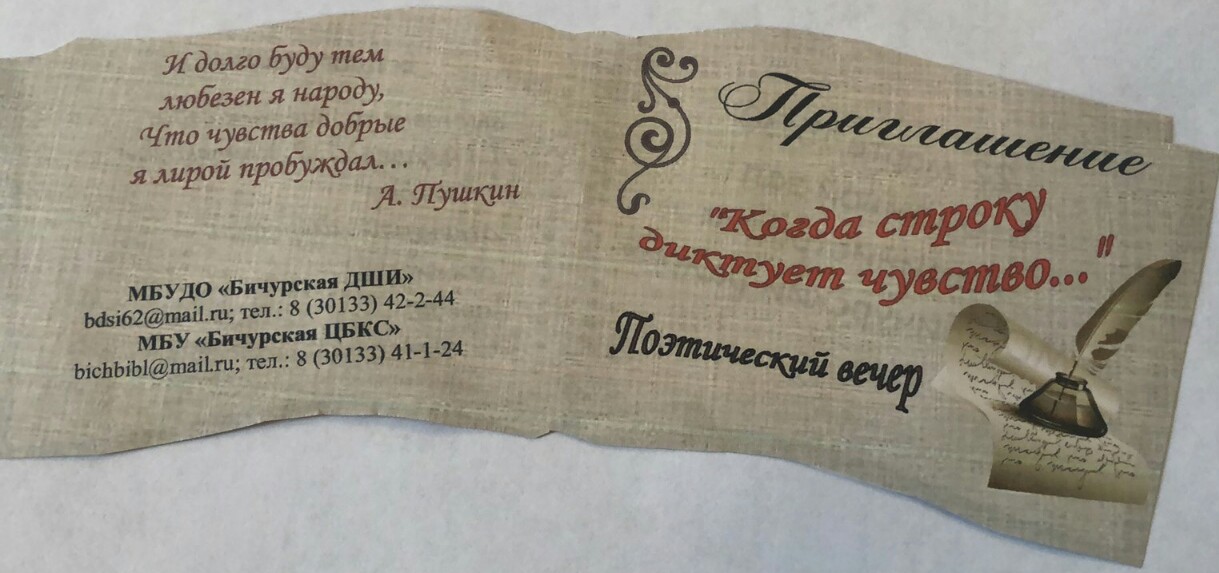 И долго буду тем
любезен я народу,
Что чувства добрые
я лирой пробуждал...
А. Пушкин
МБУДО «Бичурская ДШИ»
bdsi62@mail.ru; тел.: 8 (30133) 42-2-44
МБУ «Бичурская ЦБКС»
bichbibl@mail.ru; тел.: 8 (30133) 41-1-24
Приглашение
"Когда строку
диктует чувство..."
Поэтический вечер